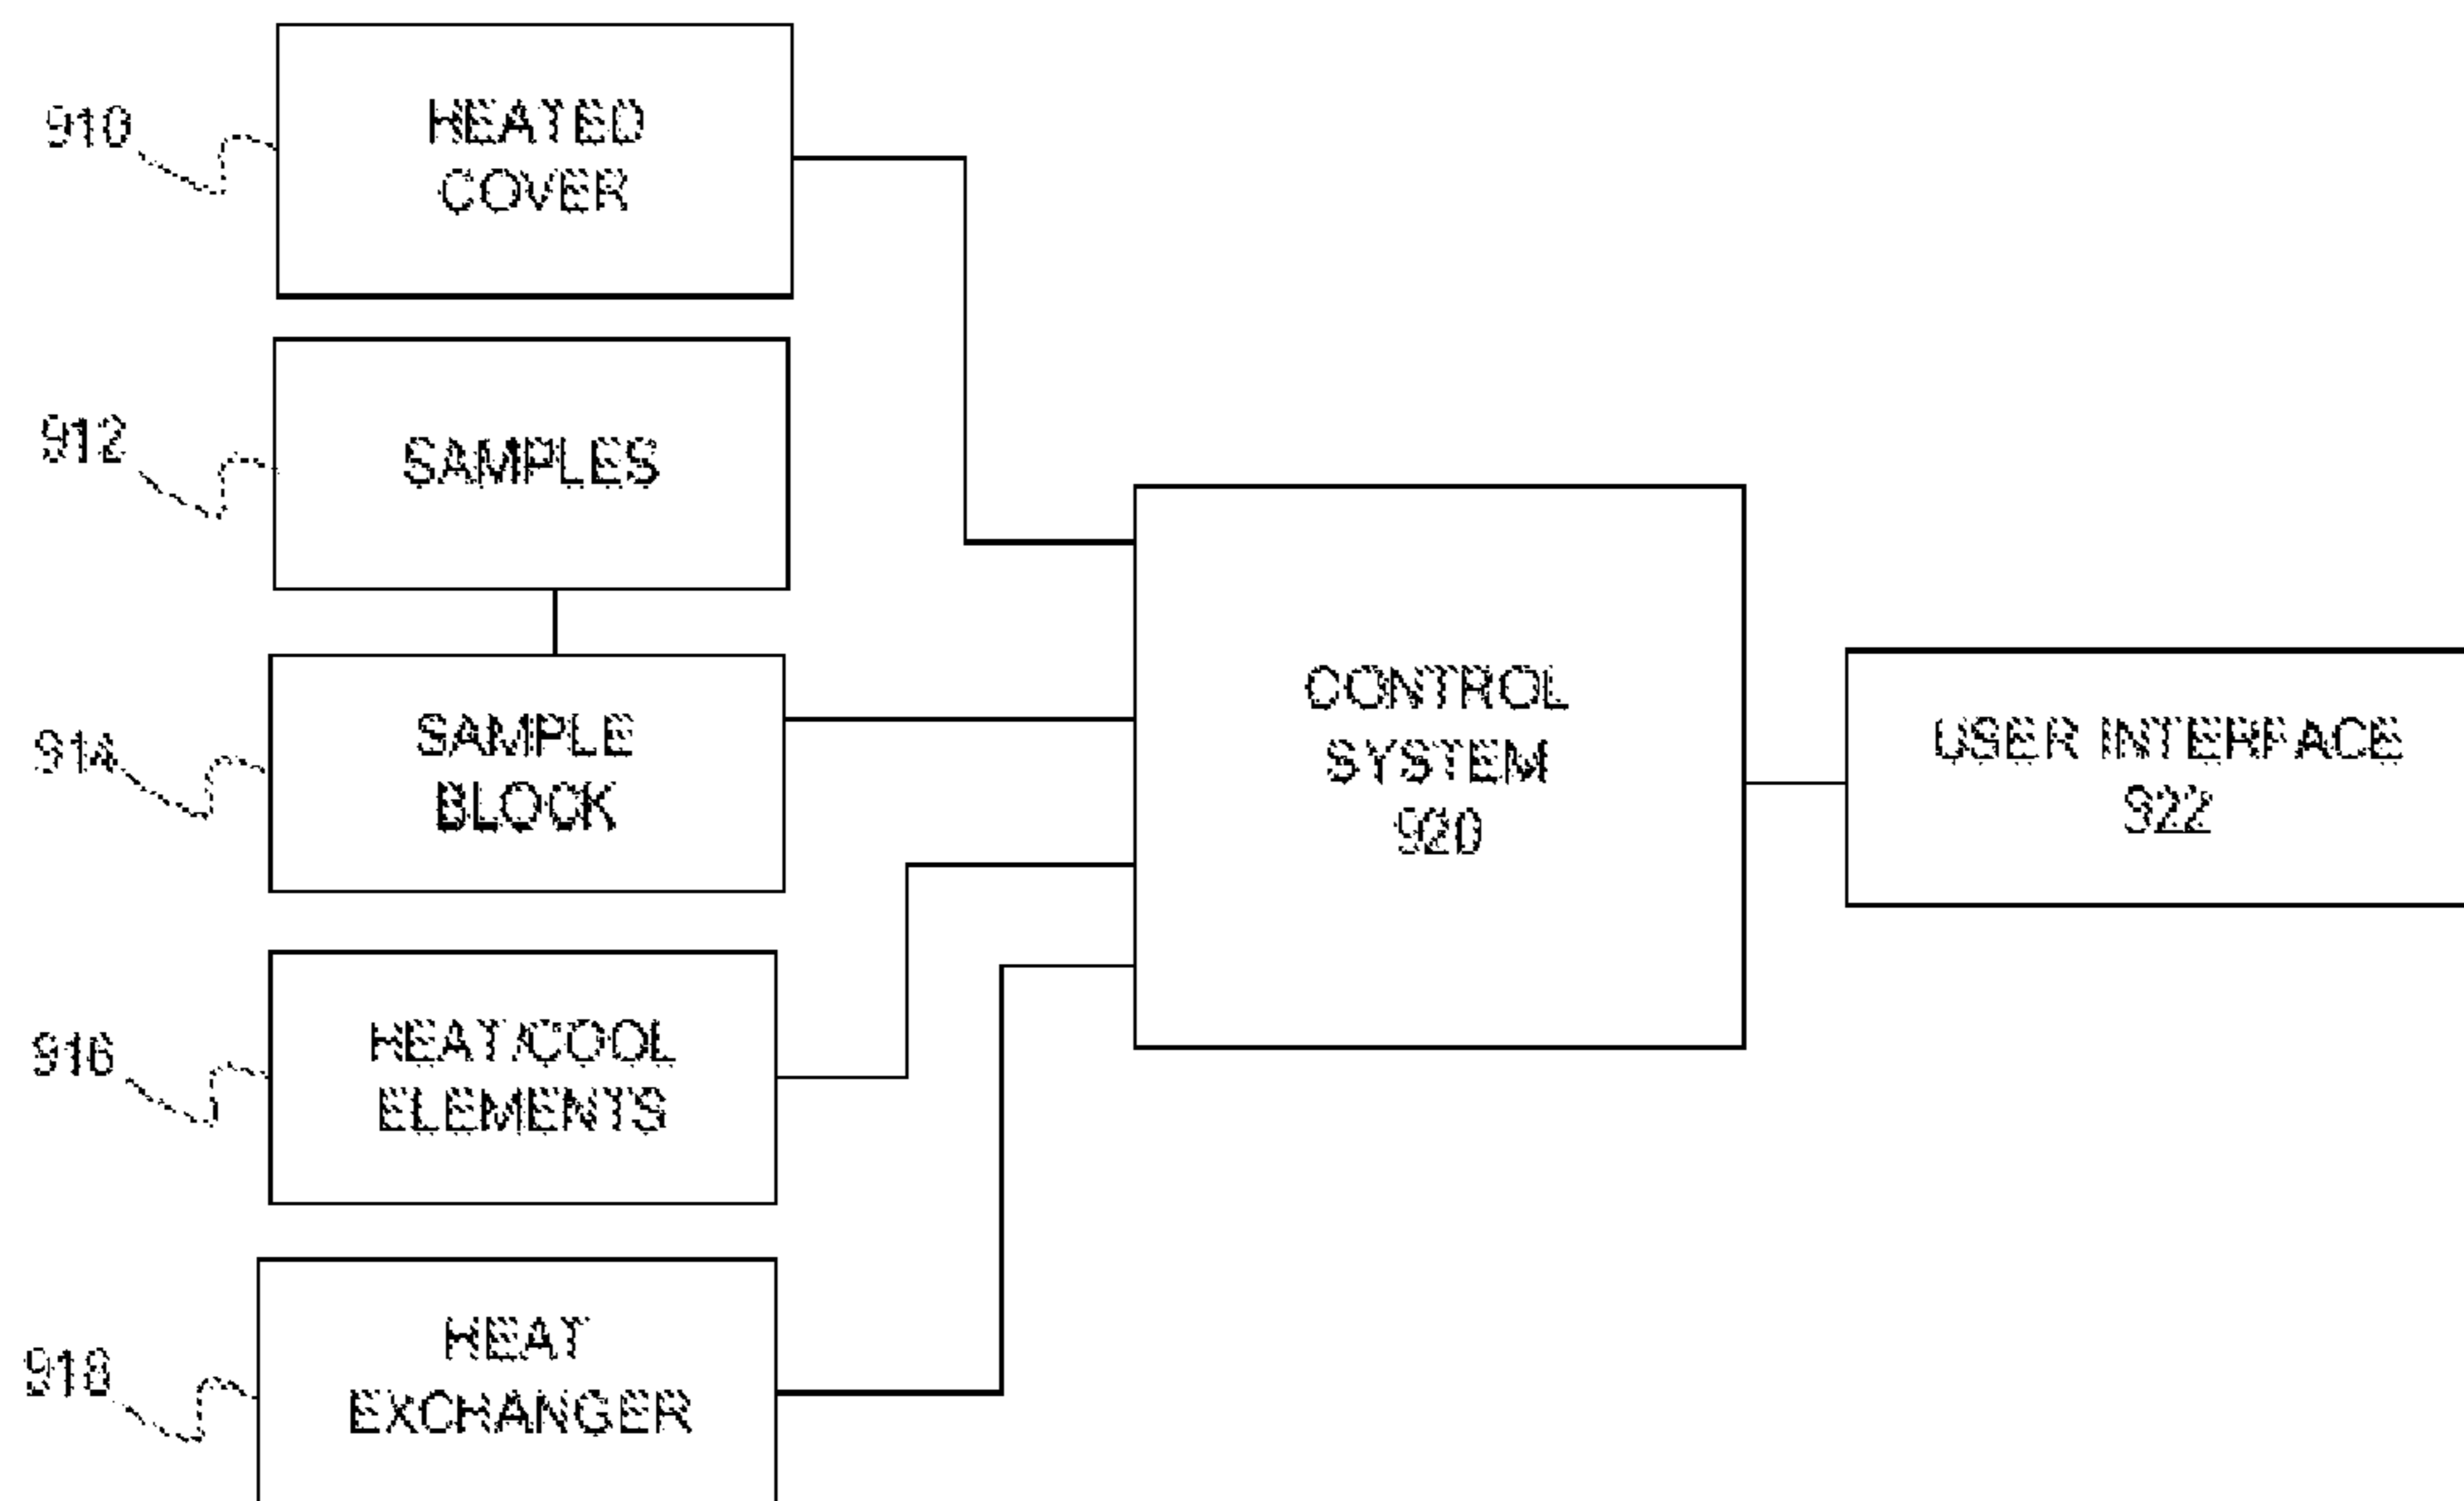 910
HEATED
COVER
912
SAMPLES
914
SAMPLE
BLOCK
916
HEAT/COOL
ELEMENTS
918
HEAT
EXCHANGER
CONTROL
SYSTEM
920
USER INTERFACE
922